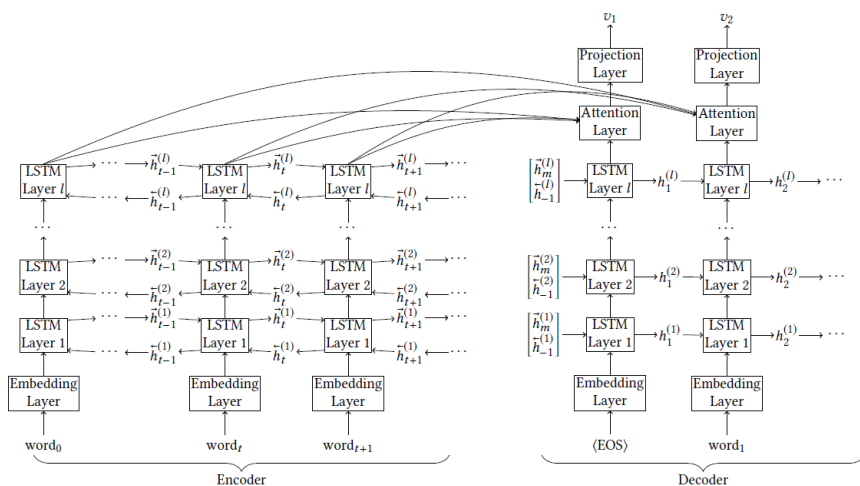 v₁ v₂
Projection Layer Projection Layer
Attention Layer Attention Layer
LSTM Layer l ⋯ h⃗ₜ₋₁⁽ˡ⁾ LSTM Layer l h⃗ₜ⁽ˡ⁾ LSTM Layer l h⃗ₜ₊₁⁽ˡ⁾ ⋯ [h⃗ₘ⁽ˡ⁾ h⃖₋₁⁽ˡ⁾] LSTM Layer l h₁⁽ˡ⁾ LSTM Layer l h₂⁽ˡ⁾ ⋯
⋯ h⃖ₜ₋₁⁽ˡ⁾ h⃖ₜ⁽ˡ⁾ h⃖ₜ₊₁⁽ˡ⁾ ⋯
⋯ ⋯ ⋯ ⋯ ⋯
LSTM Layer 2 ⋯ h⃗ₜ₋₁⁽²⁾ LSTM Layer 2 h⃗ₜ⁽²⁾ LSTM Layer 2 h⃗ₜ₊₁⁽²⁾ ⋯ [h⃗ₘ⁽²⁾ h⃖₋₁⁽²⁾] LSTM Layer 2 h₁⁽²⁾ LSTM Layer 2 h₂⁽²⁾ ⋯
⋯ h⃖ₜ₋₁⁽²⁾ h⃖ₜ⁽²⁾ h⃖ₜ₊₁⁽²⁾ ⋯
LSTM Layer 1 ⋯ h⃗ₜ₋₁⁽¹⁾ LSTM Layer 1 h⃗ₜ⁽¹⁾ LSTM Layer 1 h⃗ₜ₊₁⁽¹⁾ ⋯ [h⃗ₘ⁽¹⁾ h⃖₋₁⁽¹⁾] LSTM Layer 1 h₁⁽¹⁾ LSTM Layer 1 h₂⁽¹⁾ ⋯
⋯ h⃖ₜ₋₁⁽¹⁾ h⃖ₜ⁽¹⁾ h⃖ₜ₊₁⁽¹⁾ ⋯
Embedding Layer Embedding Layer Embedding Layer Embedding Layer Embedding Layer
word₀ wordₜ wordₜ₊₁ ⟨EOS⟩ word₁
Encoder Decoder